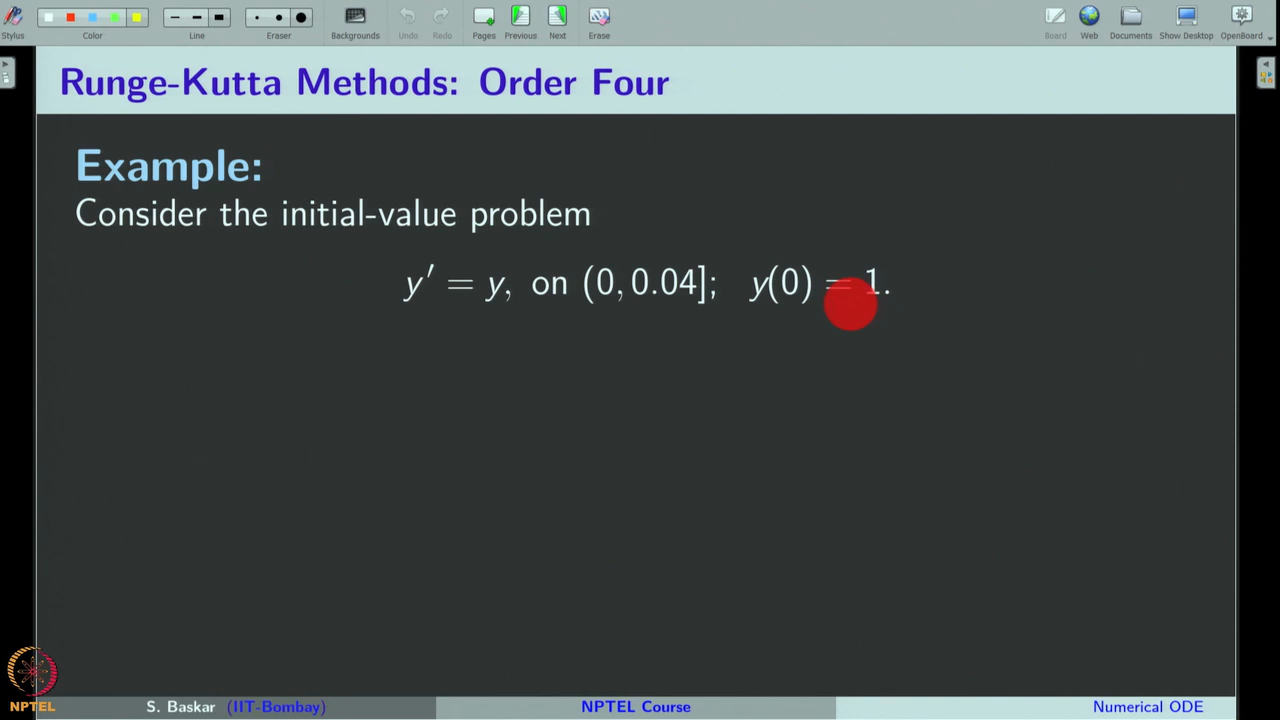 Stylus
Color
Line
Eraser
Backgrounds
Undo
Redo
Pages
Previous
Next
Erase
Board
Web
Documents
Show Desktop
OpenBoard
Runge-Kutta Methods: Order Four
Example:
Consider the initial-value problem
y′ = y, on (0, 0.04]; y(0) = 1.
NPTEL
S. Baskar (IIT-Bombay)
NPTEL Course
Numerical ODE